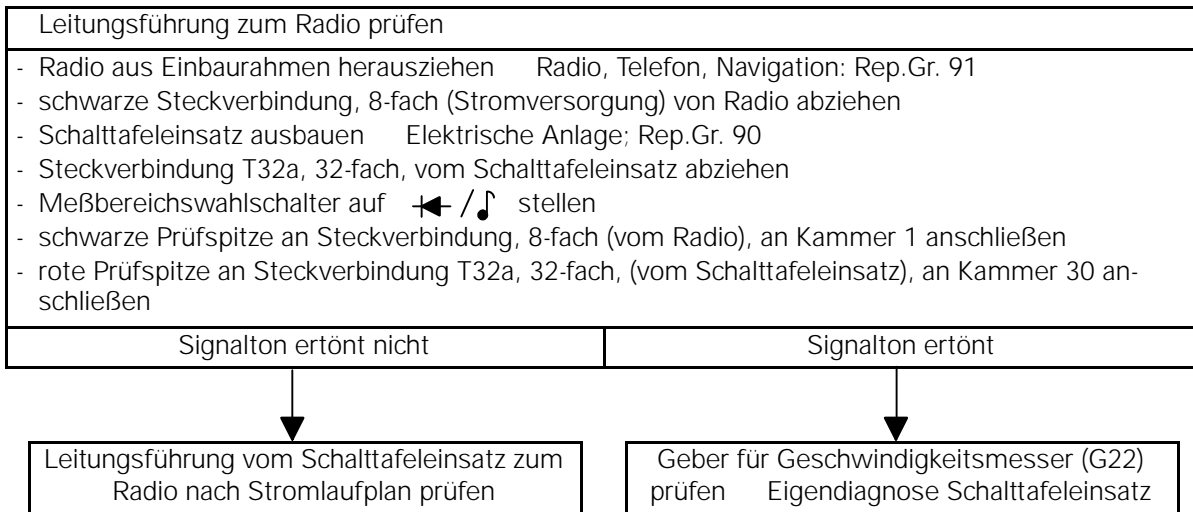 Leitungsführung zum Radio prüfen
- Radio aus Einbaurahmen herausziehen Radio, Telefon, Navigation: Rep.Gr. 91
- schwarze Steckverbindung, 8-fach (Stromversorgung) von Radio abziehen
- Schalttafeleinsatz ausbauen Elektrische Anlage; Rep.Gr. 90
- Steckverbindung T32a, 32-fach, vom Schalttafeleinsatz abziehen
- Meßbereichswahlschalter auf / stellen
- schwarze Prüfspitze an Steckverbindung, 8-fach (vom Radio), an Kammer 1 anschließen
- rote Prüfspitze an Steckverbindung T32a, 32-fach, (vom Schalttafeleinsatz), an Kammer 30 an-
schließen
Signalton ertönt nicht
Signalton ertönt
Leitungsführung vom Schalttafeleinsatz zum
Radio nach Stromlaufplan prüfen
Geber für Geschwindigkeitsmesser (G22)
prüfen Eigendiagnose Schalttafeleinsatz